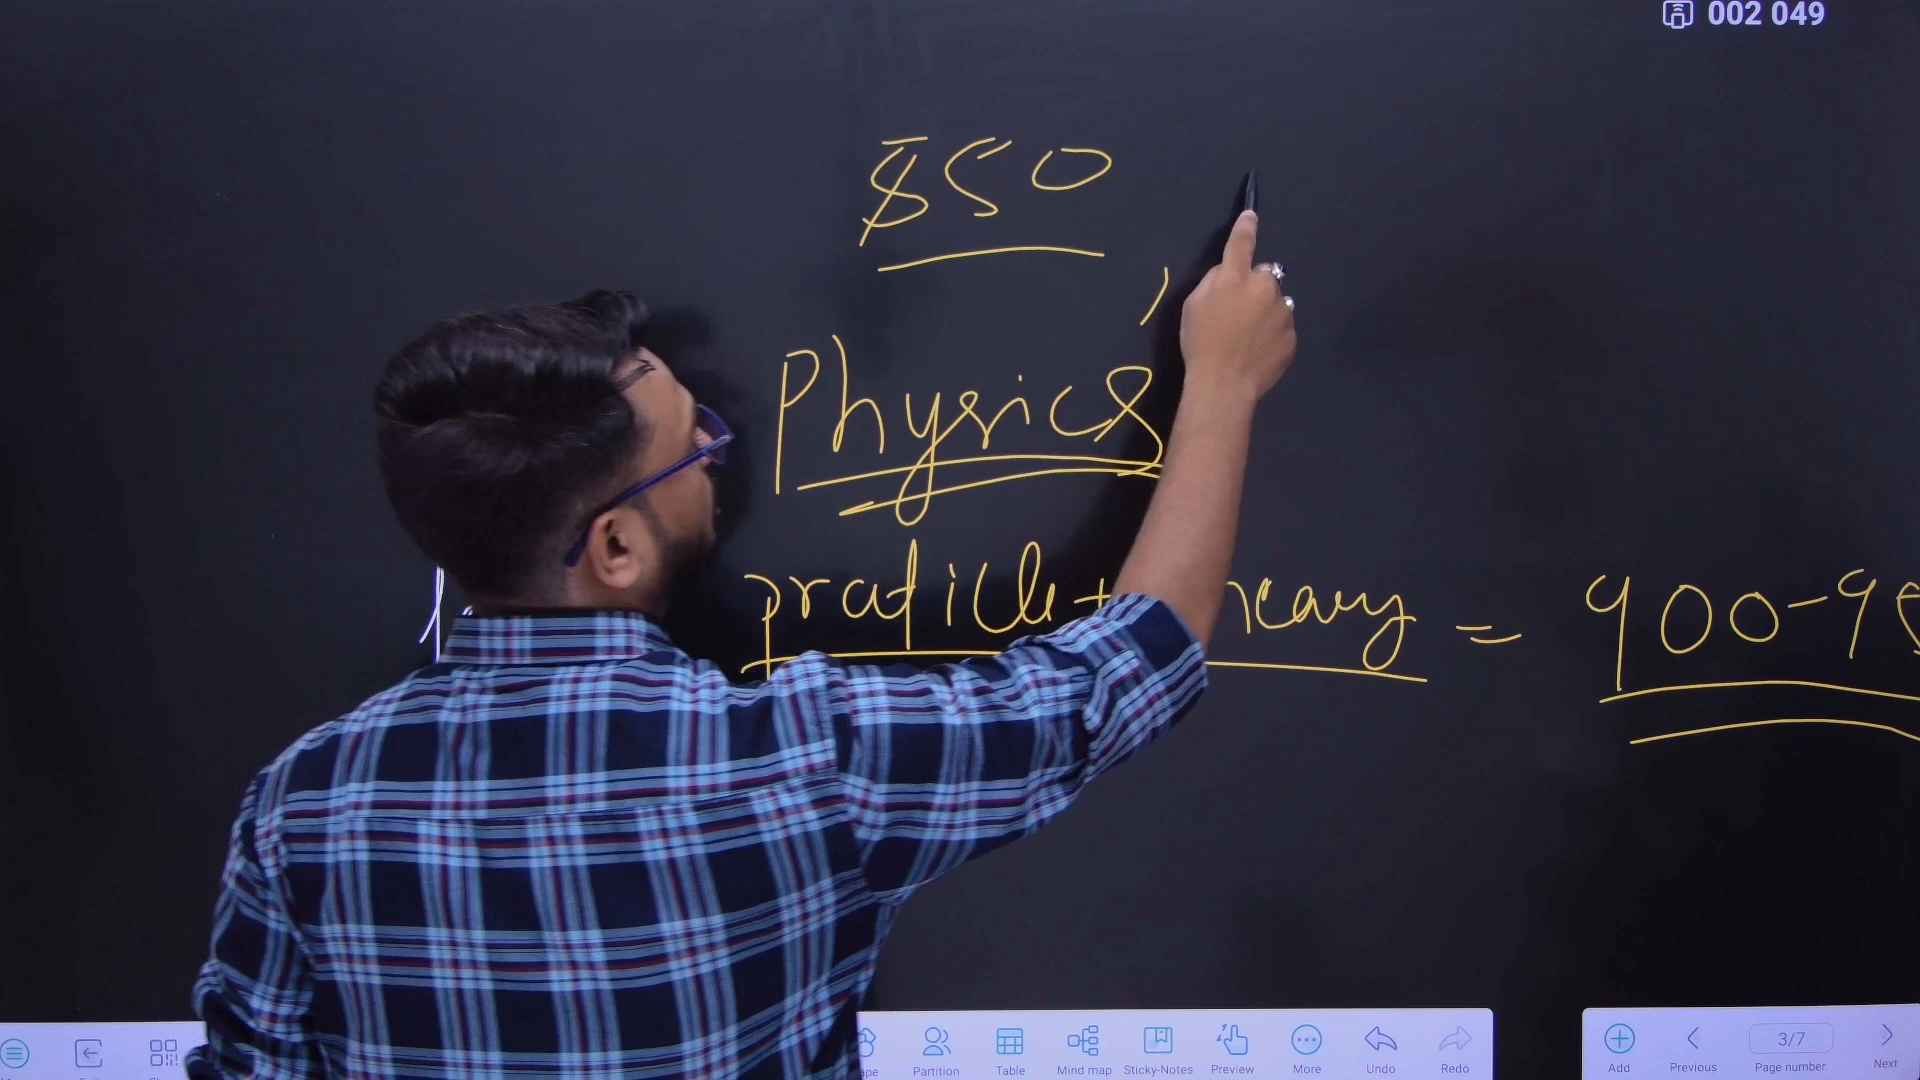 002 049
850
Physics
praticle + = 900-9
Partition Table Mind map Sticky-Notes Preview More Undo Redo Add Previous 3/7 Page number Next